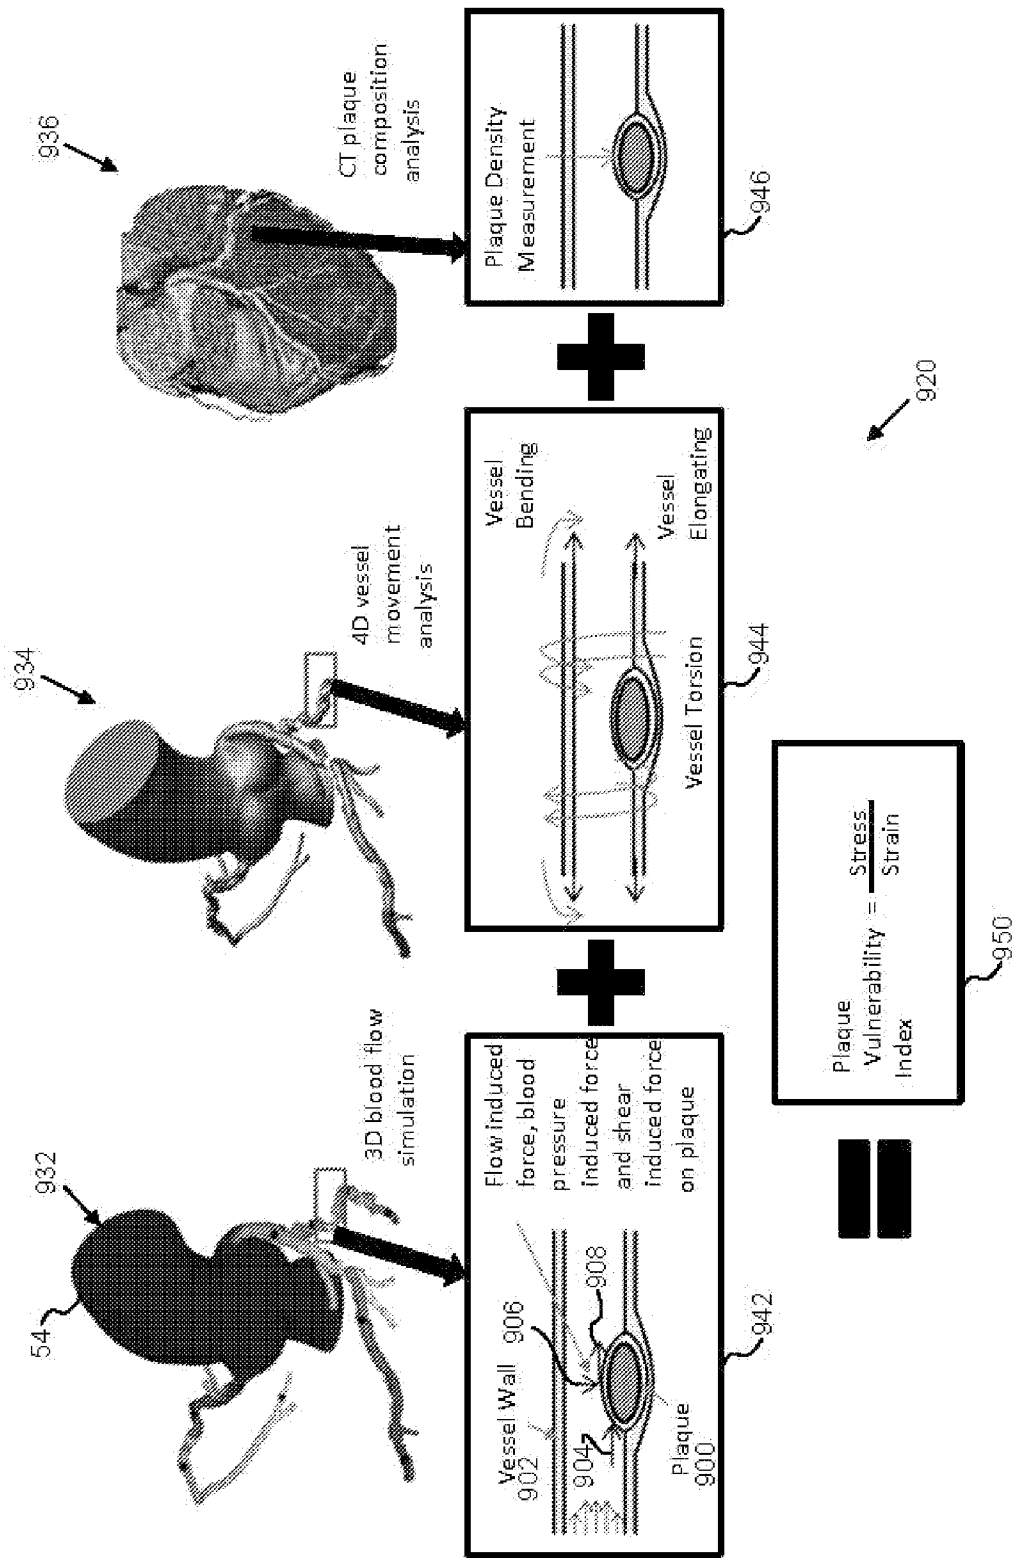 54
932
3D blood flow
simulation
934
4D vessel
movement
analysis
936
CT plaque
composition
analysis
Vessel Wall
902
906
908
904
Plaque
900
Flow induced
force, blood
pressure
induced force
and shear
induced force
on plaque
942
Vessel
Bending
Vessel
Elongating
Vessel Torsion
944
Plaque Density
Measurement
946
920
Plaque
Vulnerability = Stress
Strain
Index
950